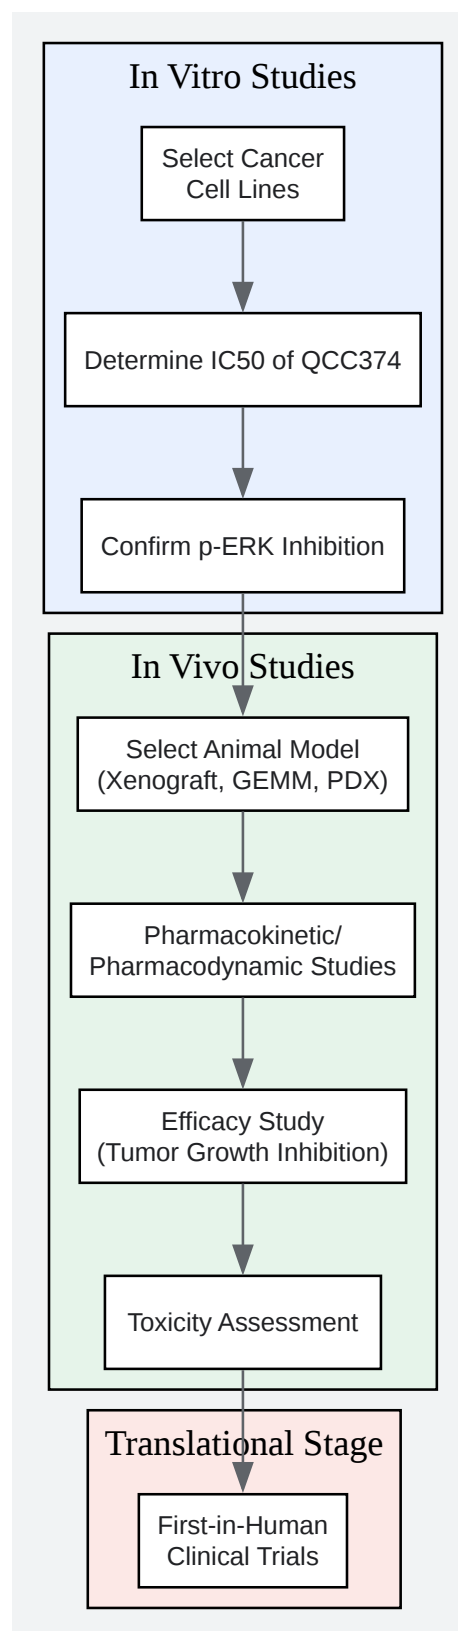 In Vitro Studies
Select Cancer
Cell Lines
Determine IC50 of QCC374
Confirm p-ERK Inhibition
In Vivo Studies
Select Animal Model
(Xenograft, GEMM, PDX)
Pharmacokinetic/
Pharmacodynamic Studies
Efficacy Study
(Tumor Growth Inhibition)
Toxicity Assessment
Translational Stage
First-in-Human
Clinical Trials